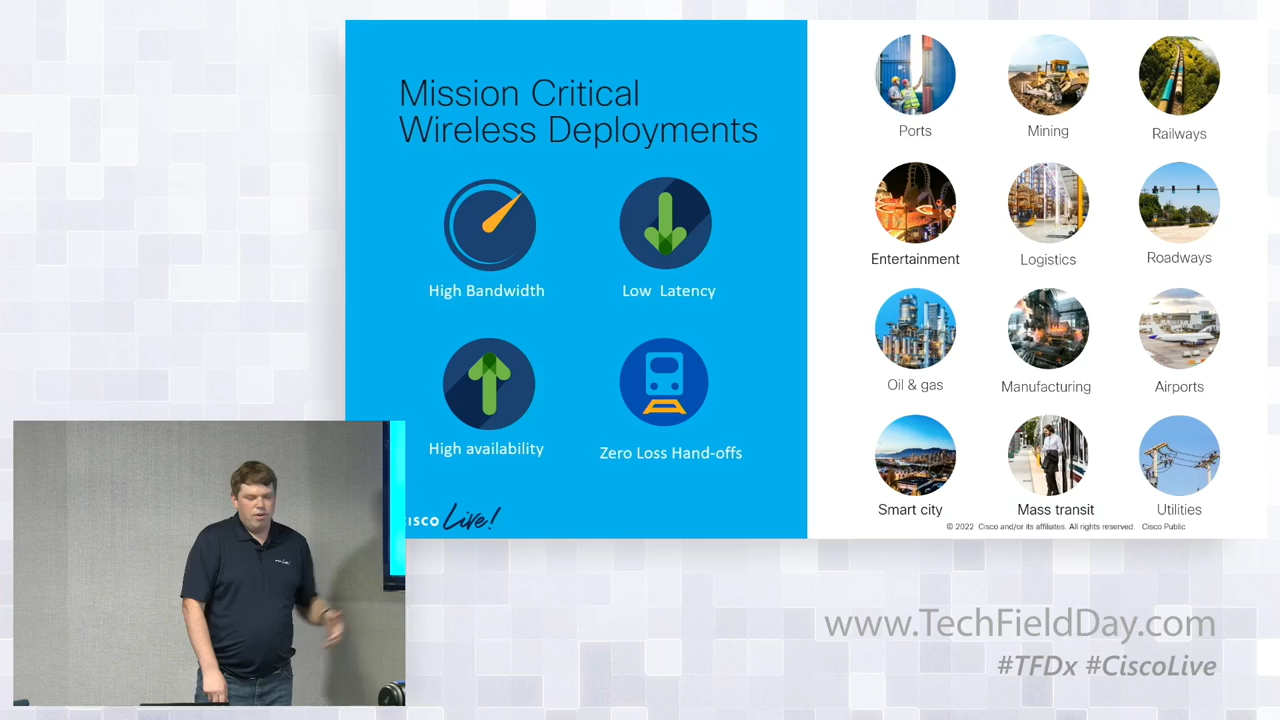 Mission Critical
Wireless Deployments
High Bandwidth
Low Latency
High availability
Zero Loss Hand-offs
CISCO Live!
Ports
Mining
Railways
Entertainment
Logistics
Roadways
Oil & gas
Manufacturing
Airports
Smart city
Mass transit
Utilities
© 2022 Cisco and/or its affiliates. All rights reserved. Cisco Public
www.TechFieldDay.com
#TFDx #CiscoLive